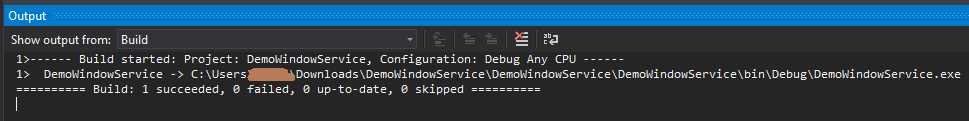 Output
Show output from: Build
1>------ Build started: Project: DemoWindowService, Configuration: Debug Any CPU ------
1>  DemoWindowService -> C:\Users\ \Downloads\DemoWindowService\DemoWindowService\DemoWindowService\bin\Debug\DemoWindowService.exe
========== Build: 1 succeeded, 0 failed, 0 up-to-date, 0 skipped ==========